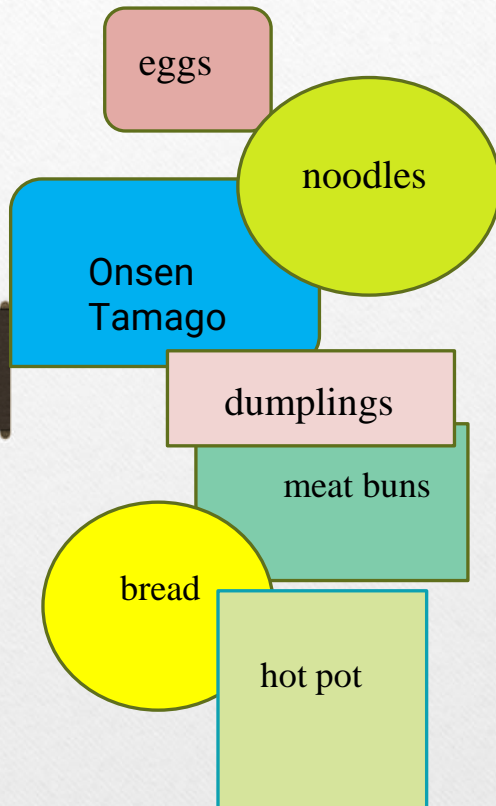 eggs
noodles
Onsen
Tamago
dumplings
meat buns
bread
hot pot